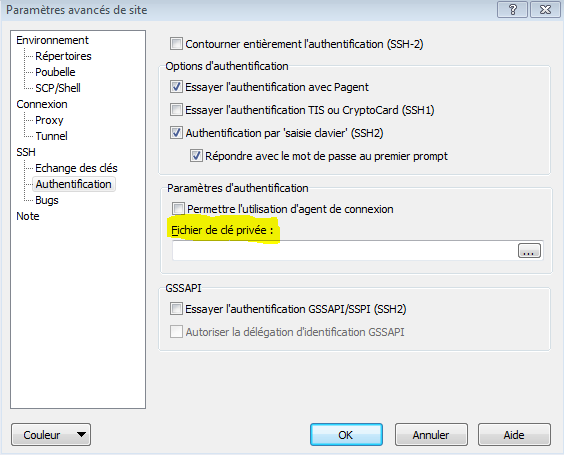 Paramètres avancés de site
Environnement
Répertoires
Poubelle
SCP/Shell
Connexion
Proxy
Tunnel
SSH
Echange des clés
Authentification
Bugs
Note
Contourner entièrement l'authentification (SSH-2)
Options d'authentification
Essayer l'authentification avec Pagent
Essayer l'authentification TIS ou CryptoCard (SSH1)
Authentification par 'saisie clavier' (SSH2)
Répondre avec le mot de passe au premier prompt
Paramètres d'authentification
Permettre l'utilisation d'agent de connexion
Fichier de clé privée :
...
GSSAPI
Essayer l'authentification GSSAPI/SSPI (SSH2)
Autoriser la délégation d'identification GSSAPI
Couleur
OK
Annuler
Aide